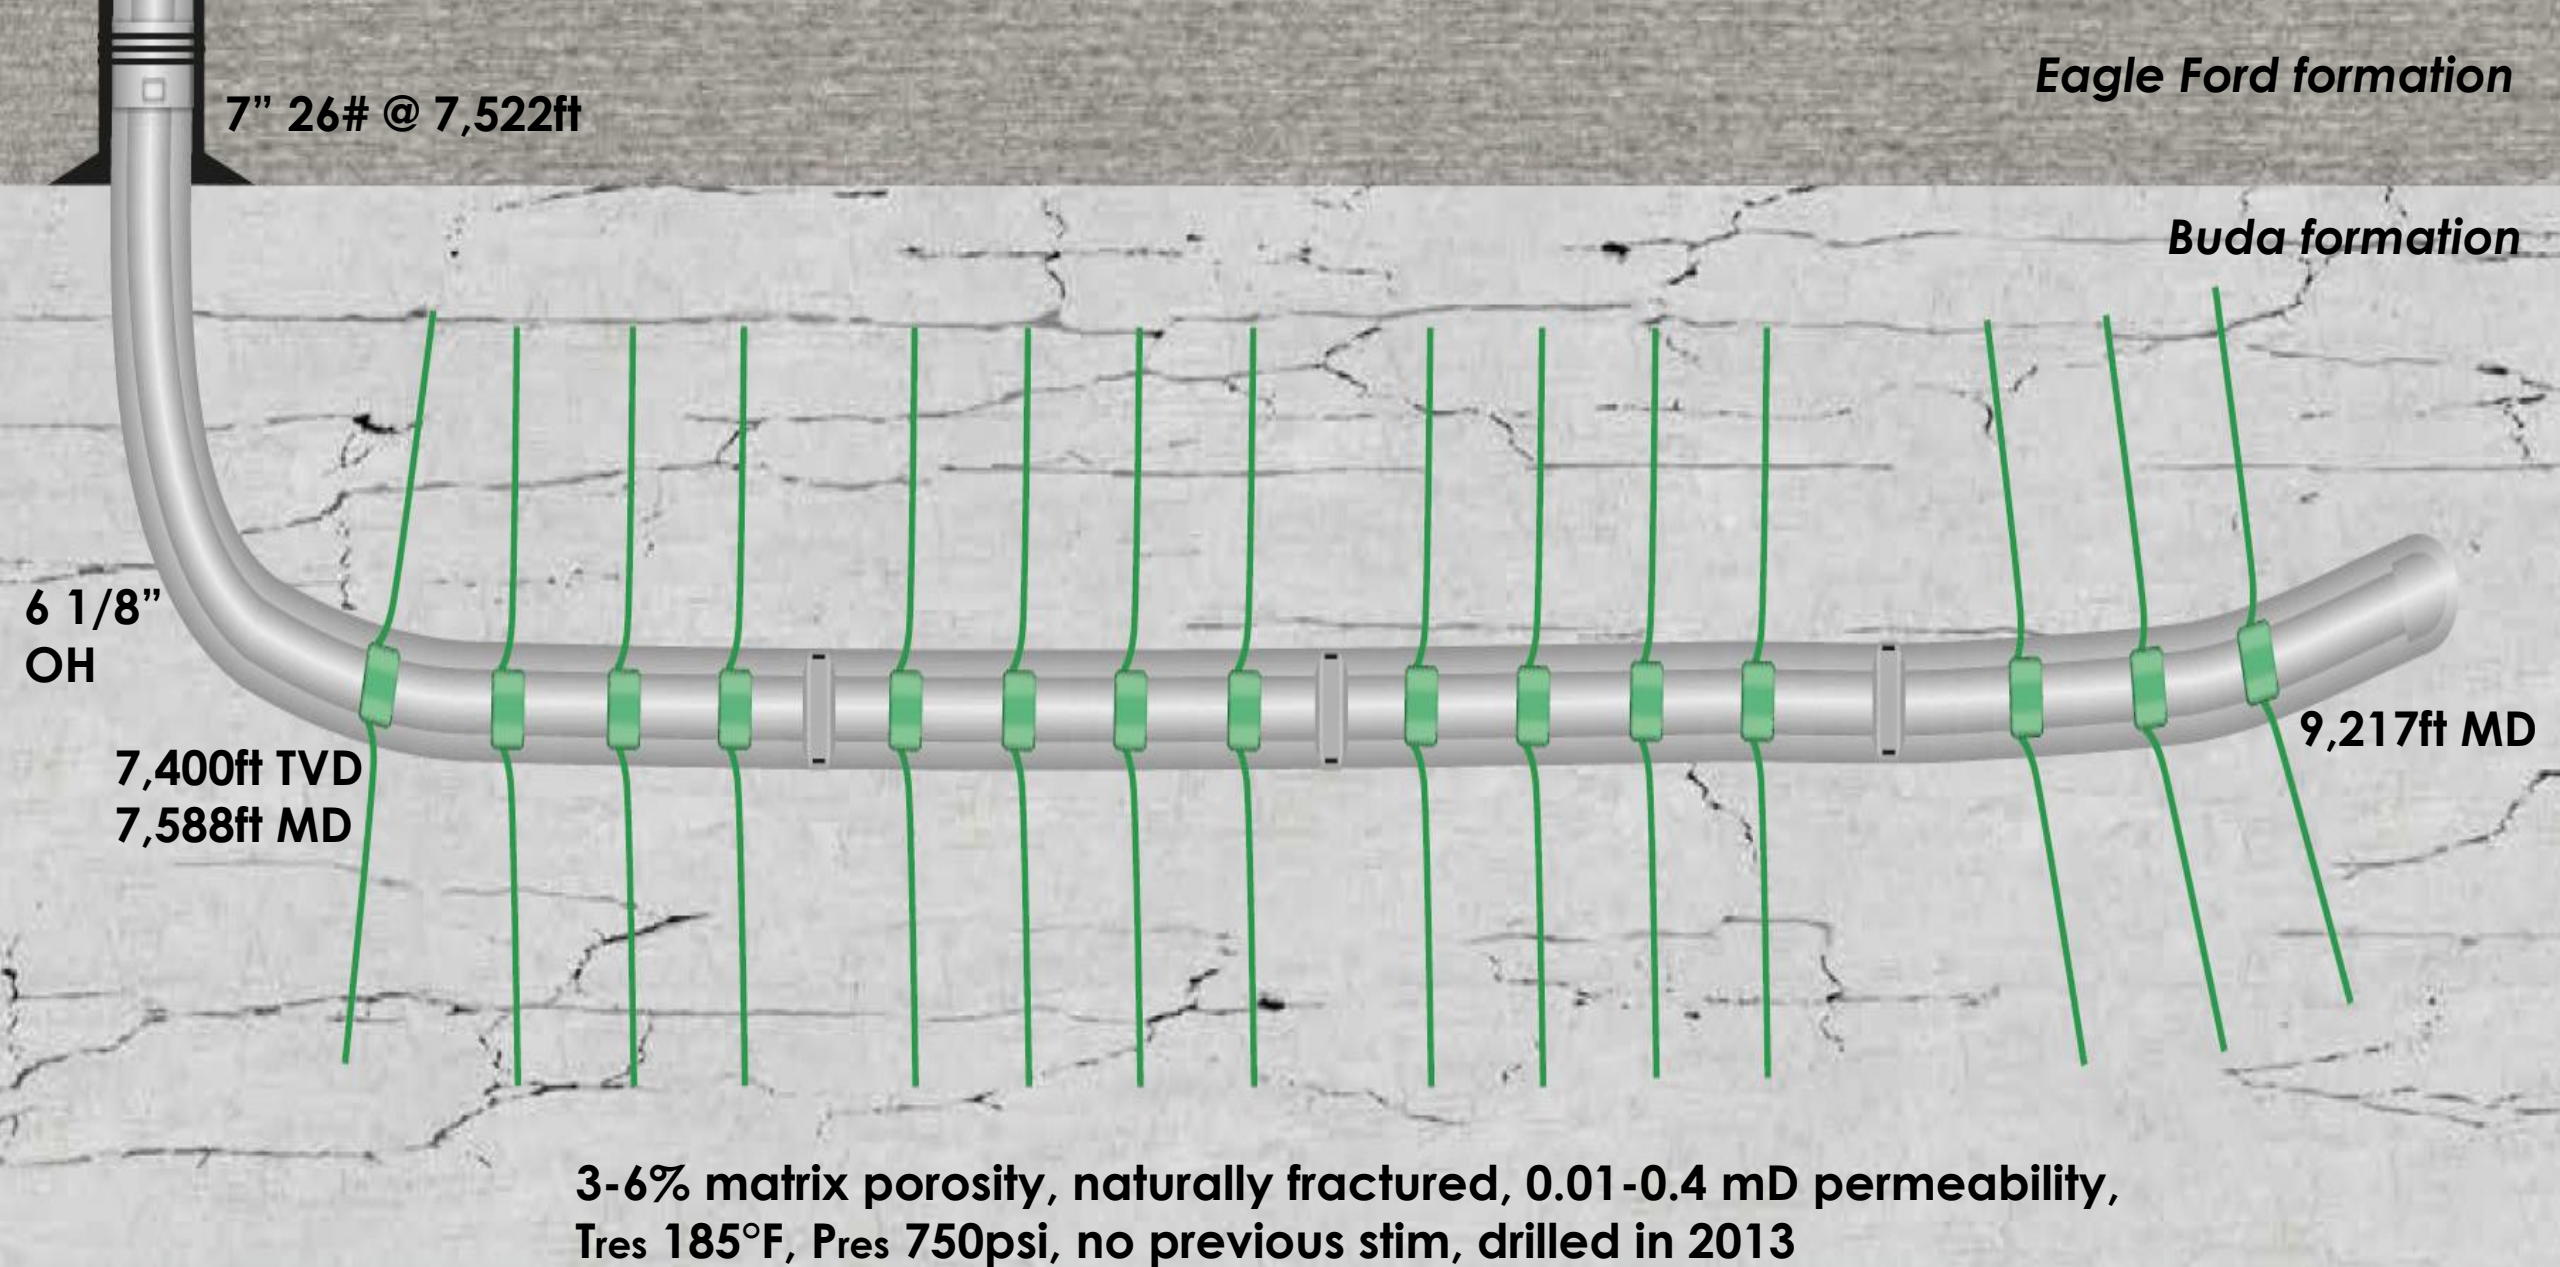 Eagle Ford formation
7” 26# @ 7,522ft
Buda formation
6 1/8”
OH
7,400ft TVD
7,588ft MD
9,217ft MD
3-6% matrix porosity, naturally fractured, 0.01-0.4 mD permeability,
Tres 185°F, Pres 750psi, no previous stim, drilled in 2013